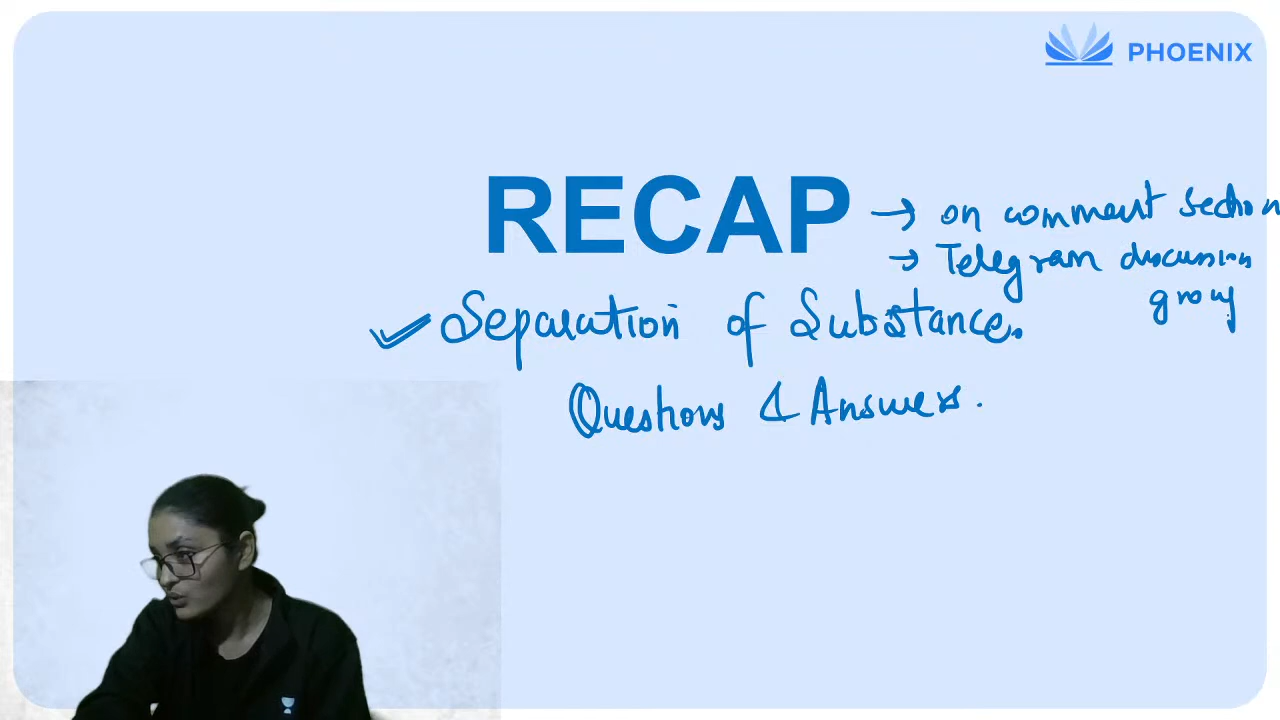 PHOENIX
RECAP → on comment section
→ Telegram discussion
group
Separation of Substance.
Questions & Answers.